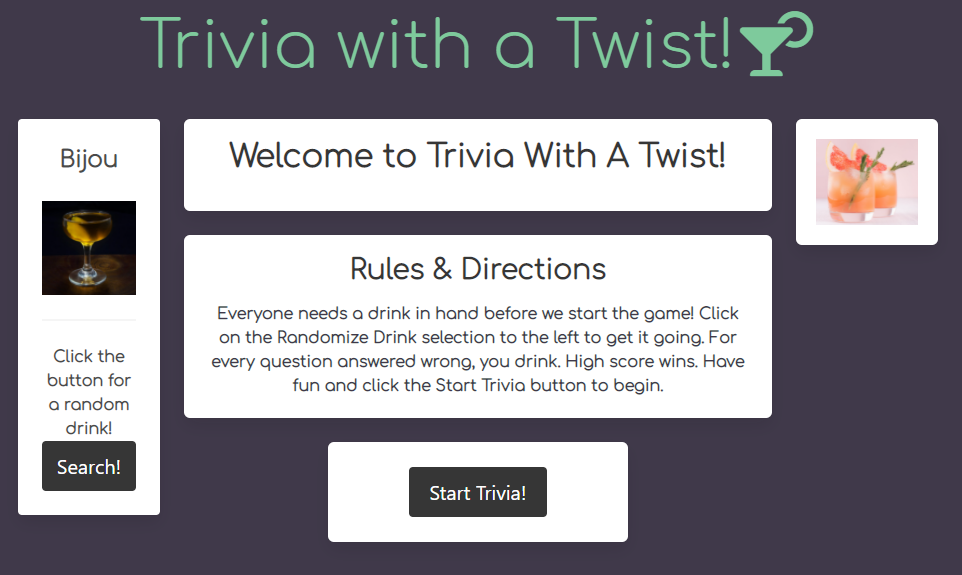 Trivia with a Twist!
Bijou
Click the
button for
a random
drink!
Search!
Welcome to Trivia With A Twist!
Rules & Directions
Everyone needs a drink in hand before we start the game! Click
on the Randomize Drink selection to the left to get it going. For
every question answered wrong, you drink. High score wins. Have
fun and click the Start Trivia button to begin.
Start Trivia!